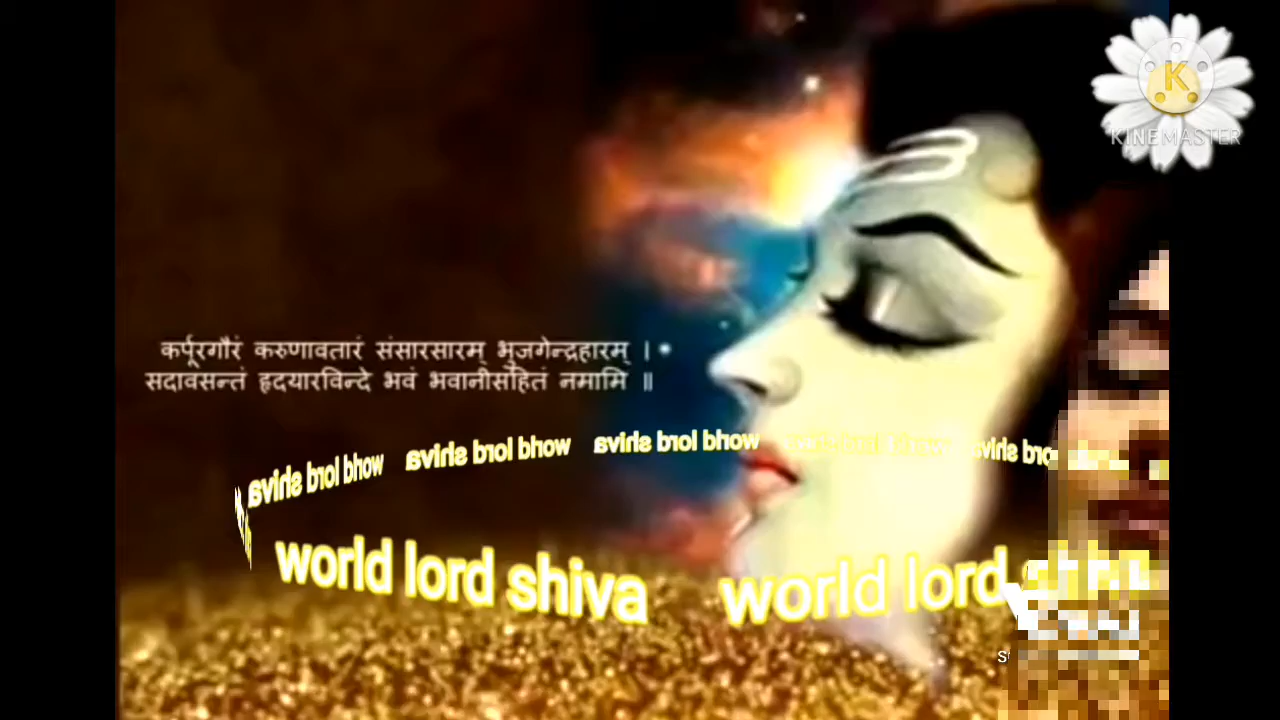 KINEMASTER
कर्पूरगौरं करुणावतारं संसारसारम् भुजगेन्द्रहारम् ।
सदावसन्तं हृदयारविन्दे भवं भवानीसहितं नमामि ॥
world lord shiva world lord shiva world lord shiva
world lord shiva world lord